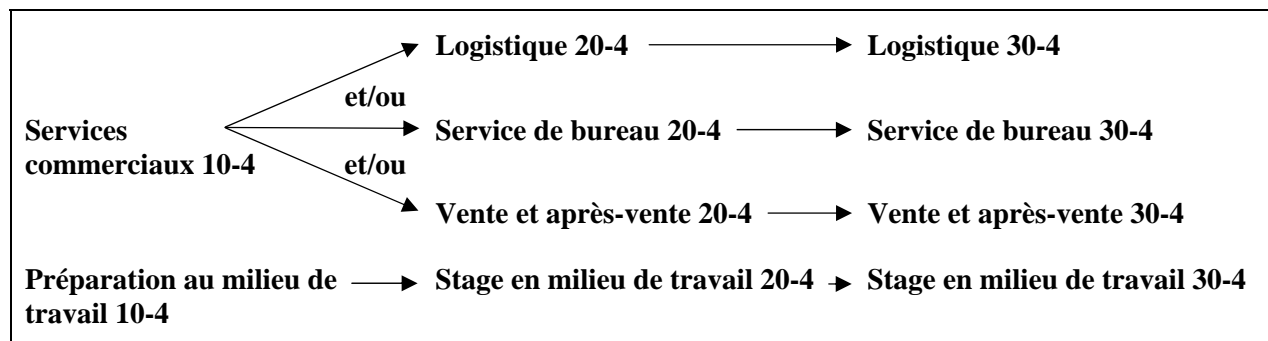 Logistique 20-4 Logistique 30-4
et/ou
Services
commerciaux 10-4
Service de bureau 20-4 Service de bureau 30-4
et/ou
Vente et après-vente 20-4 Vente et après-vente 30-4
Préparation au milieu de
travail 10-4
Stage en milieu de travail 20-4 Stage en milieu de travail 30-4